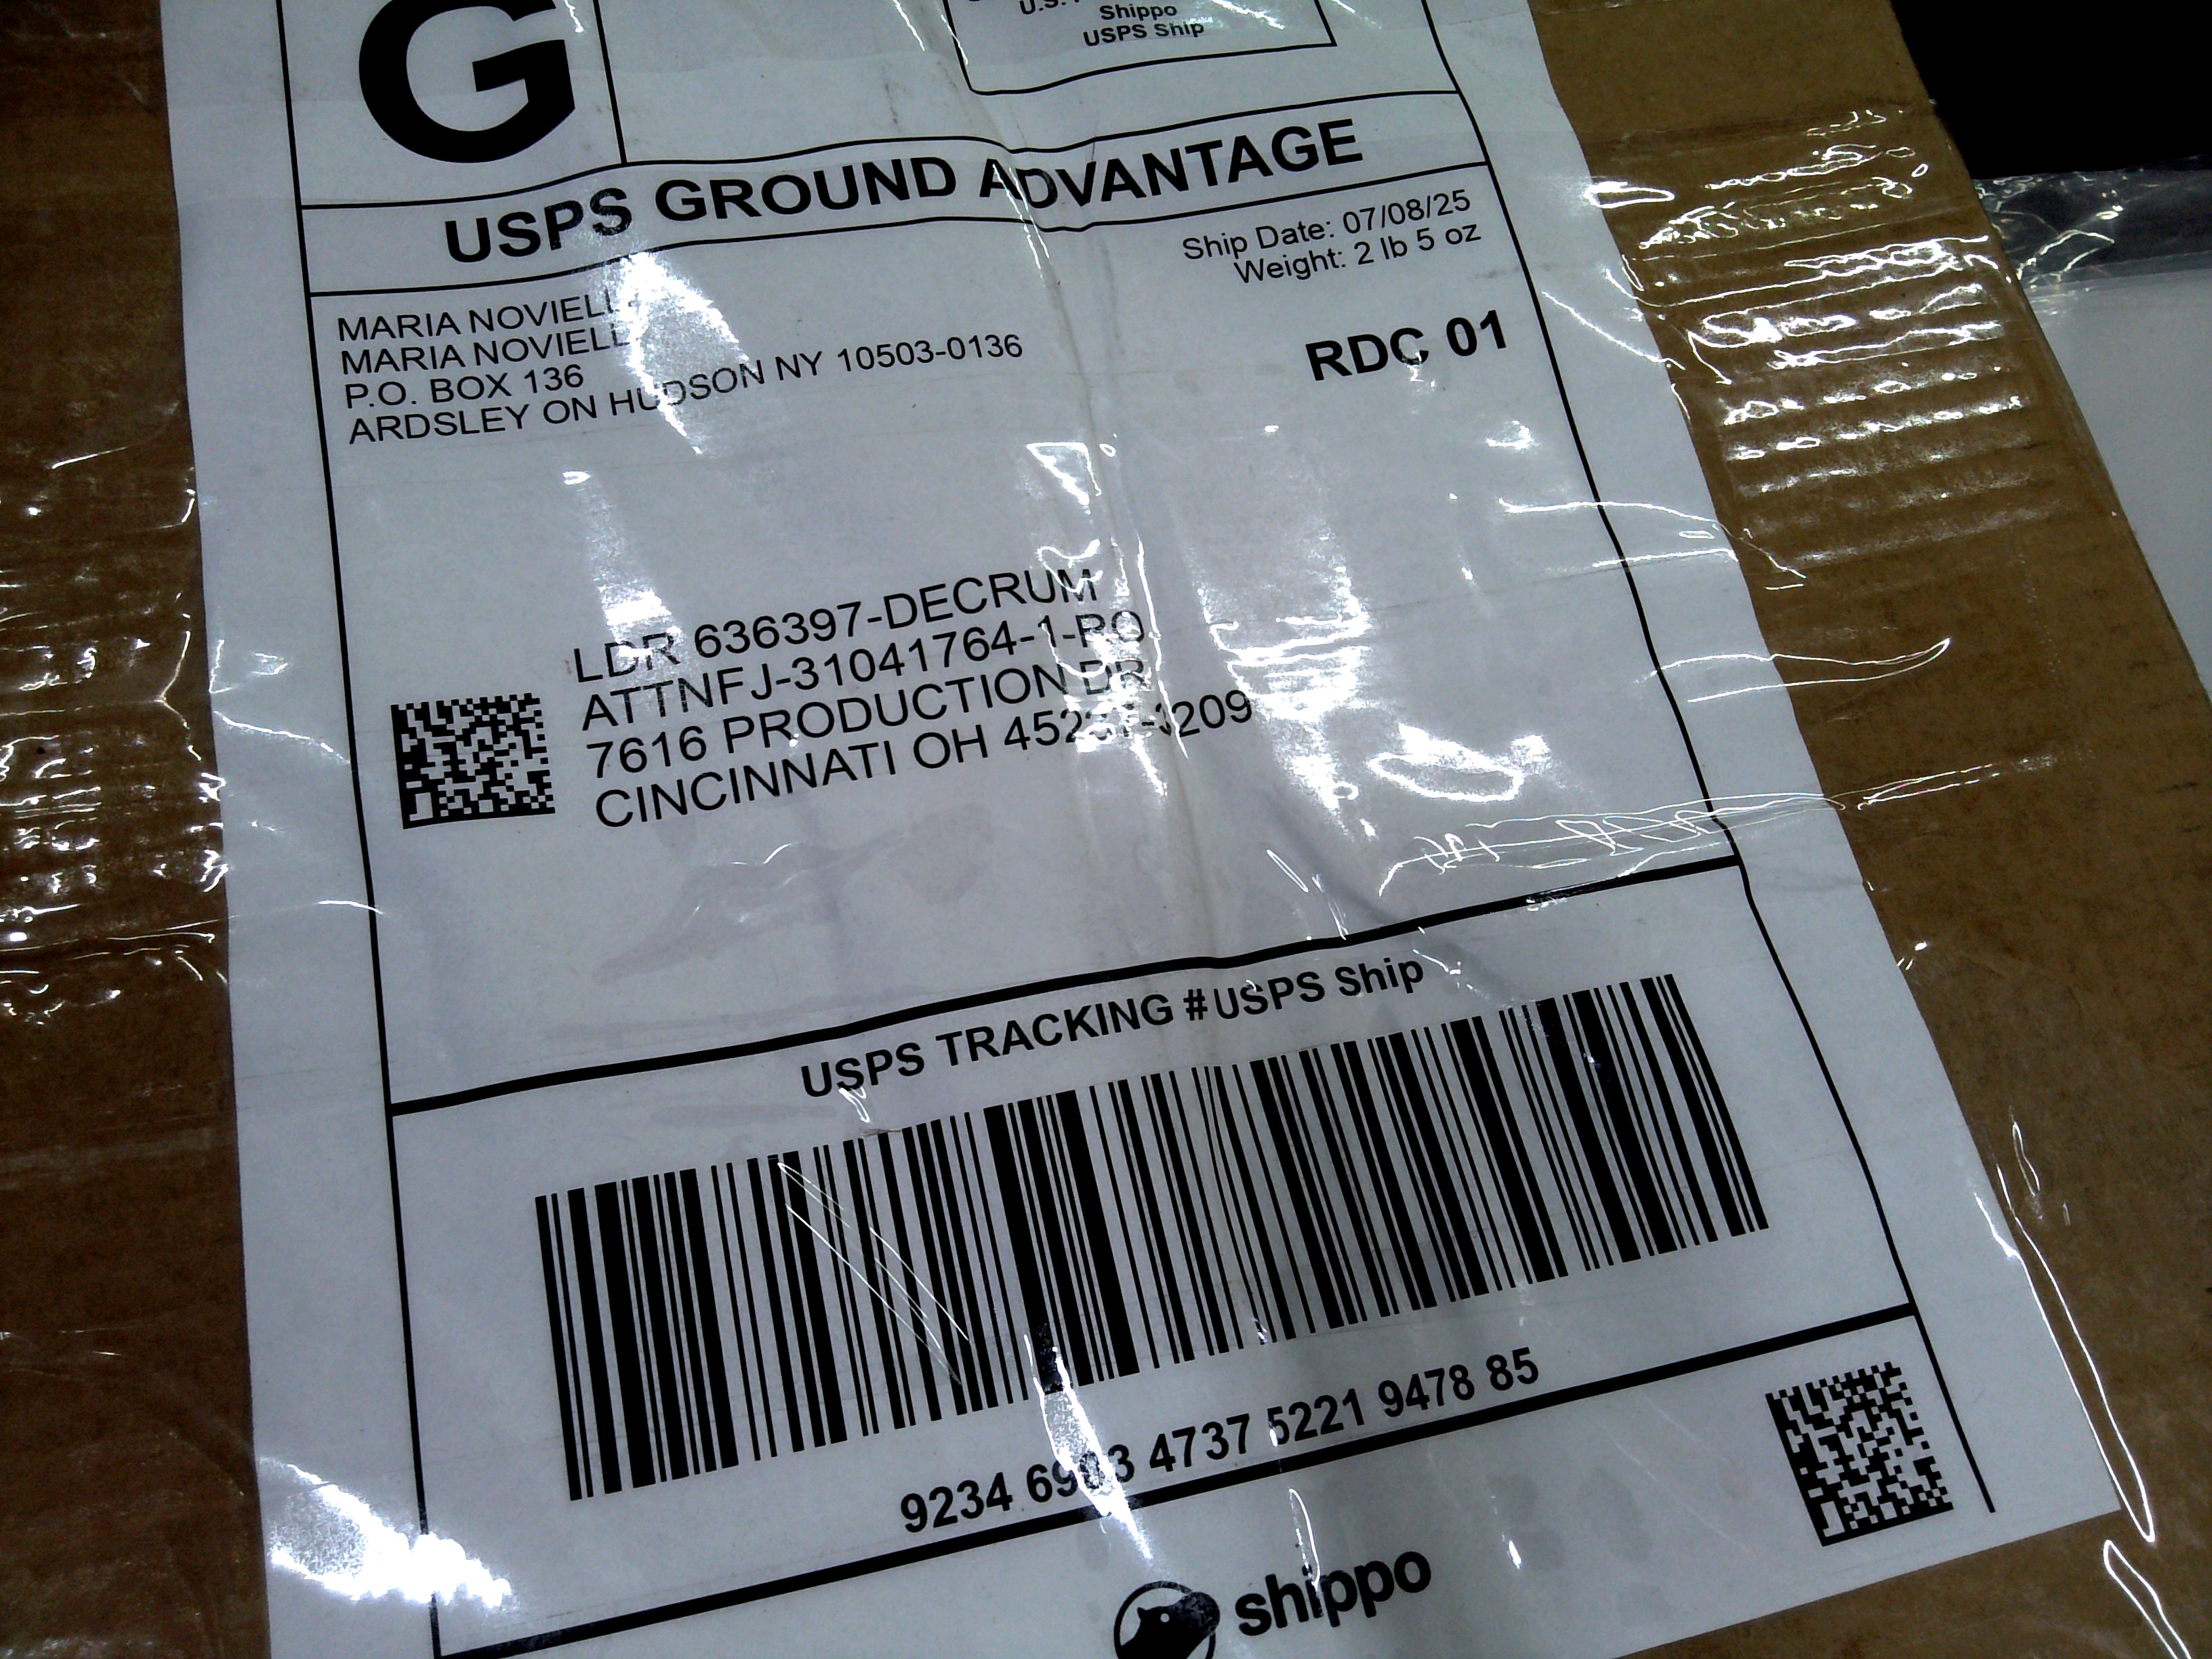 G
Shippo
USPS Ship
USPS GROUND ADVANTAGE
Ship Date: 07/08/25
Weight: 2 lb 5 oz
MARIA
MARIA
P.O. BOX 136
ARDSLEY ON HUDSON NY 10503-0136
RDC 01
LDR 636397-DECRUM
ATTNFJ-31041764-1-RO
7616 PRODUCTION DR
CINCINNATI OH
USPS TRACKING # USPS Ship
9234 6903 4737 5221 9478 85
shippo